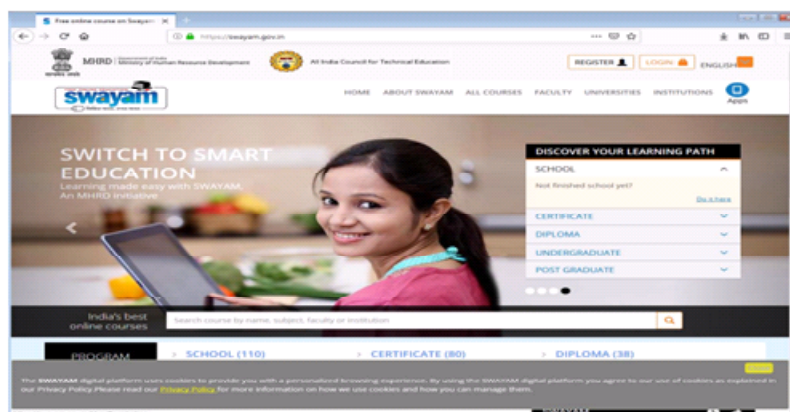 Free online course on Swayam
https://swayam.gov.in
MHRD
Government of India
Ministry of Human Resource Development
All India Council for Technical Education
REGISTER
LOGIN
ENGLISH
swayam
HOME ABOUT SWAYAM ALL COURSES FACULTY UNIVERSITIES INSTITUTIONS
Apps
SWITCH TO SMART
EDUCATION
Learning made easy with SWAYAM,
An MHRD initiative
DISCOVER YOUR LEARNING PATH
SCHOOL
Not finished school yet?
CERTIFICATE
DIPLOMA
UNDERGRADUATE
POST GRADUATE
India's best
online courses
Search course by name, subject, faculty or institution
PROGRAM
SCHOOL (110) CERTIFICATE (80) DIPLOMA (38)
The SWAYAM digital platform uses cookies to provide you with a personalized browsing experience. By using the SWAYAM digital platform you agree to our use of cookies as explained in
our Privacy Policy.Please read our Privacy Policy for more information on how we use cookies and how you can manage them.